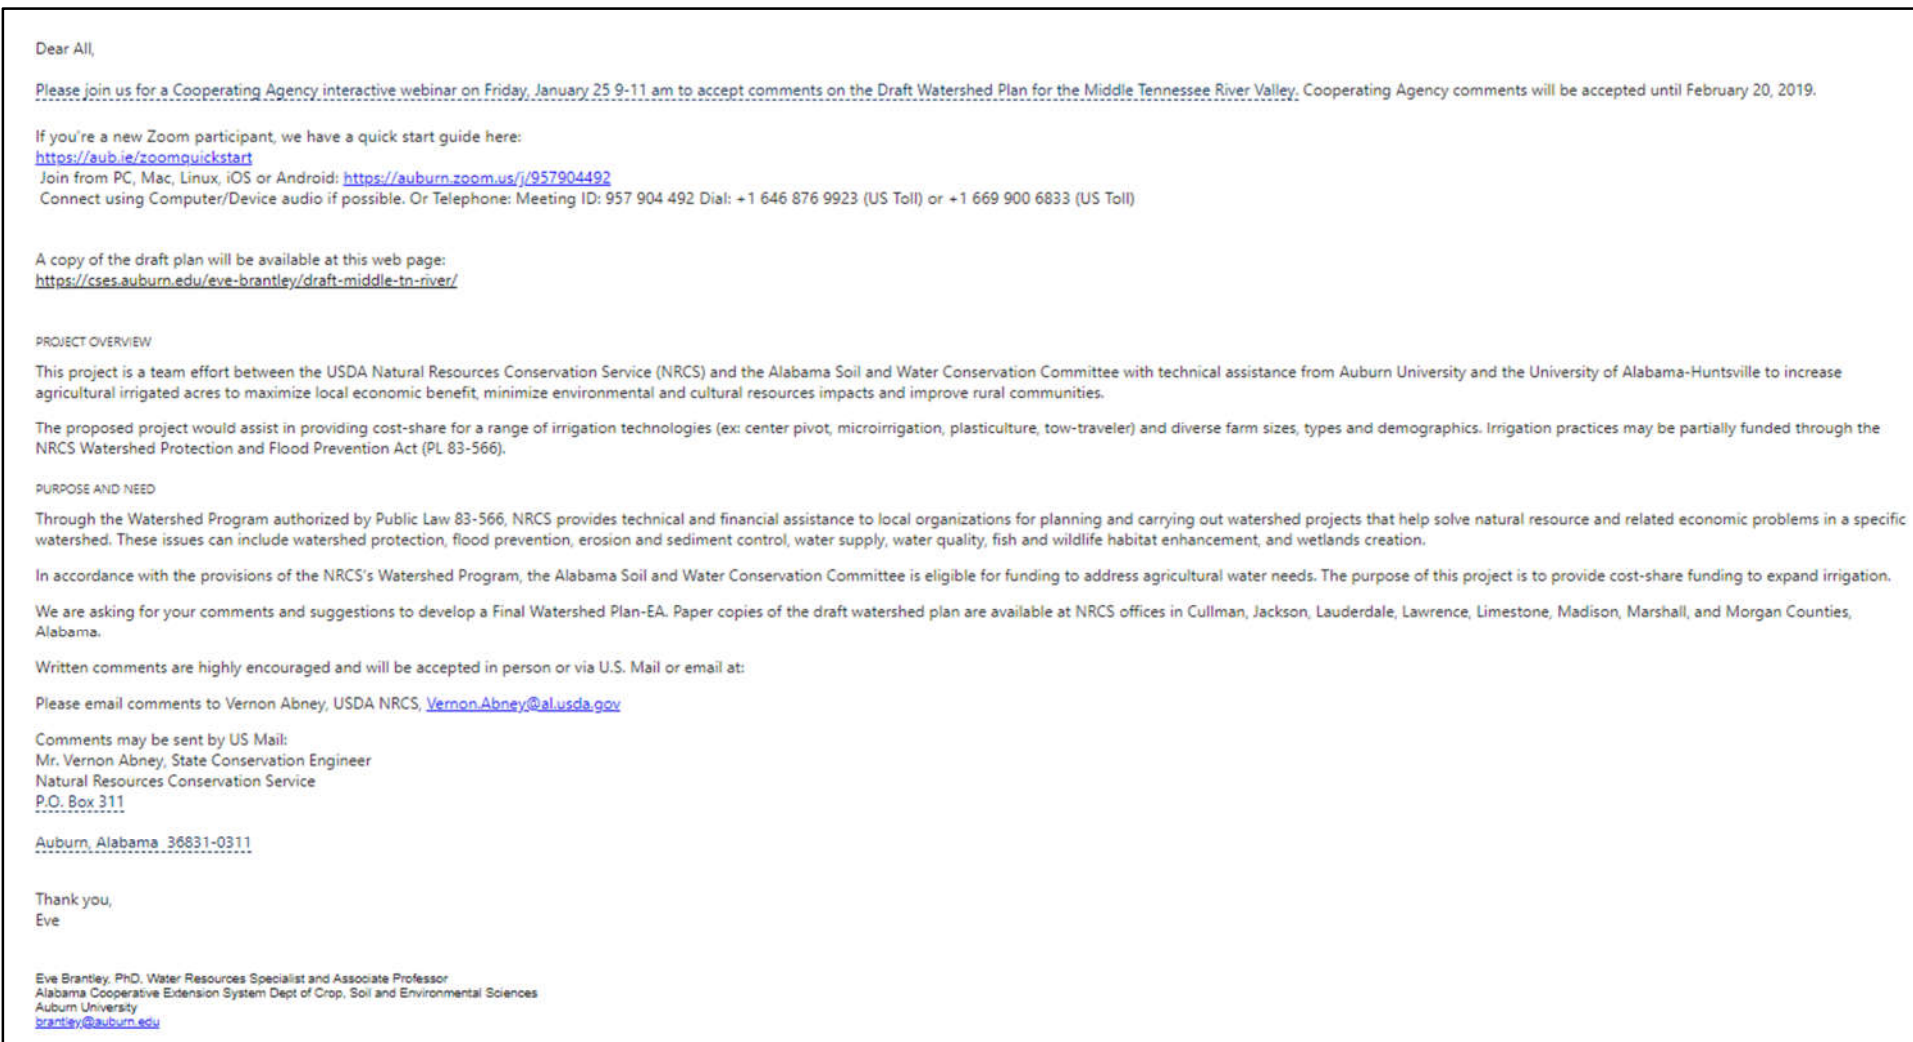 Dear All,
Please join us for a Cooperating Agency interactive webinar on Friday, January 25 9-11 am to accept comments on the Draft Watershed Plan for the Middle Tennessee River Valley. Cooperating Agency comments will be accepted until February 20, 2019.
If you're a new Zoom participant, we have a quick start guide here:
https://aub.ie/zoomquickstart
Join from PC, Mac, Linux, iOS or Android: https://auburn.zoom.us/j/957904492
Connect using Computer/Device audio if possible. Or Telephone: Meeting ID: 957 904 492 Dial: +1 646 876 9923 (US Toll) or +1 669 900 6833 (US Toll)
A copy of the draft plan will be available at this web page:
https://cses.auburn.edu/eve-brantley/draft-middle-tn-river/
PROJECT OVERVIEW
This project is a team effort between the USDA Natural Resources Conservation Service (NRCS) and the Alabama Soil and Water Conservation Committee with technical assistance from Auburn University and the University of Alabama-Huntsville to increase
agricultural irrigated acres to maximize local economic benefit, minimize environmental and cultural resources impacts and improve rural communities.
The proposed project would assist in providing cost-share for a range of irrigation technologies (ex: center pivot, microirrigation, plasticulture, tow-traveler) and diverse farm sizes, types and demographics. Irrigation practices may be partially funded through the
NRCS Watershed Protection and Flood Prevention Act (PL 83-566).
PURPOSE AND NEED
Through the Watershed Program authorized by Public Law 83-566, NRCS provides technical and financial assistance to local organizations for planning and carrying out watershed projects that help solve natural resource and related economic problems in a specific
watershed. These issues can include watershed protection, flood prevention, erosion and sediment control, water supply, water quality, fish and wildlife habitat enhancement, and wetlands creation.
In accordance with the provisions of the NRCS's Watershed Program, the Alabama Soil and Water Conservation Committee is eligible for funding to address agricultural water needs. The purpose of this project is to provide cost-share funding to expand irrigation.
We are asking for your comments and suggestions to develop a Final Watershed Plan-EA. Paper copies of the draft watershed plan are available at NRCS offices in Cullman, Jackson, Lauderdale, Lawrence, Limestone, Madison, Marshall, and Morgan Counties,
Alabama.
Written comments are highly encouraged and will be accepted in person or via U.S. Mail or email at:
Please email comments to Vernon Abney, USDA NRCS, Vernon.Abney@al.usda.gov
Comments may be sent by US Mail:
Mr. Vernon Abney, State Conservation Engineer
Natural Resources Conservation Service
P.O. Box 311
Auburn, Alabama 36831-0311
Thank you,
Eve
Eve Brantley, PhD, Water Resources Specialist and Associate Professor
Alabama Cooperative Extension System Dept of Crop, Soil and Environmental Sciences
Auburn University
brantley@auburn.edu